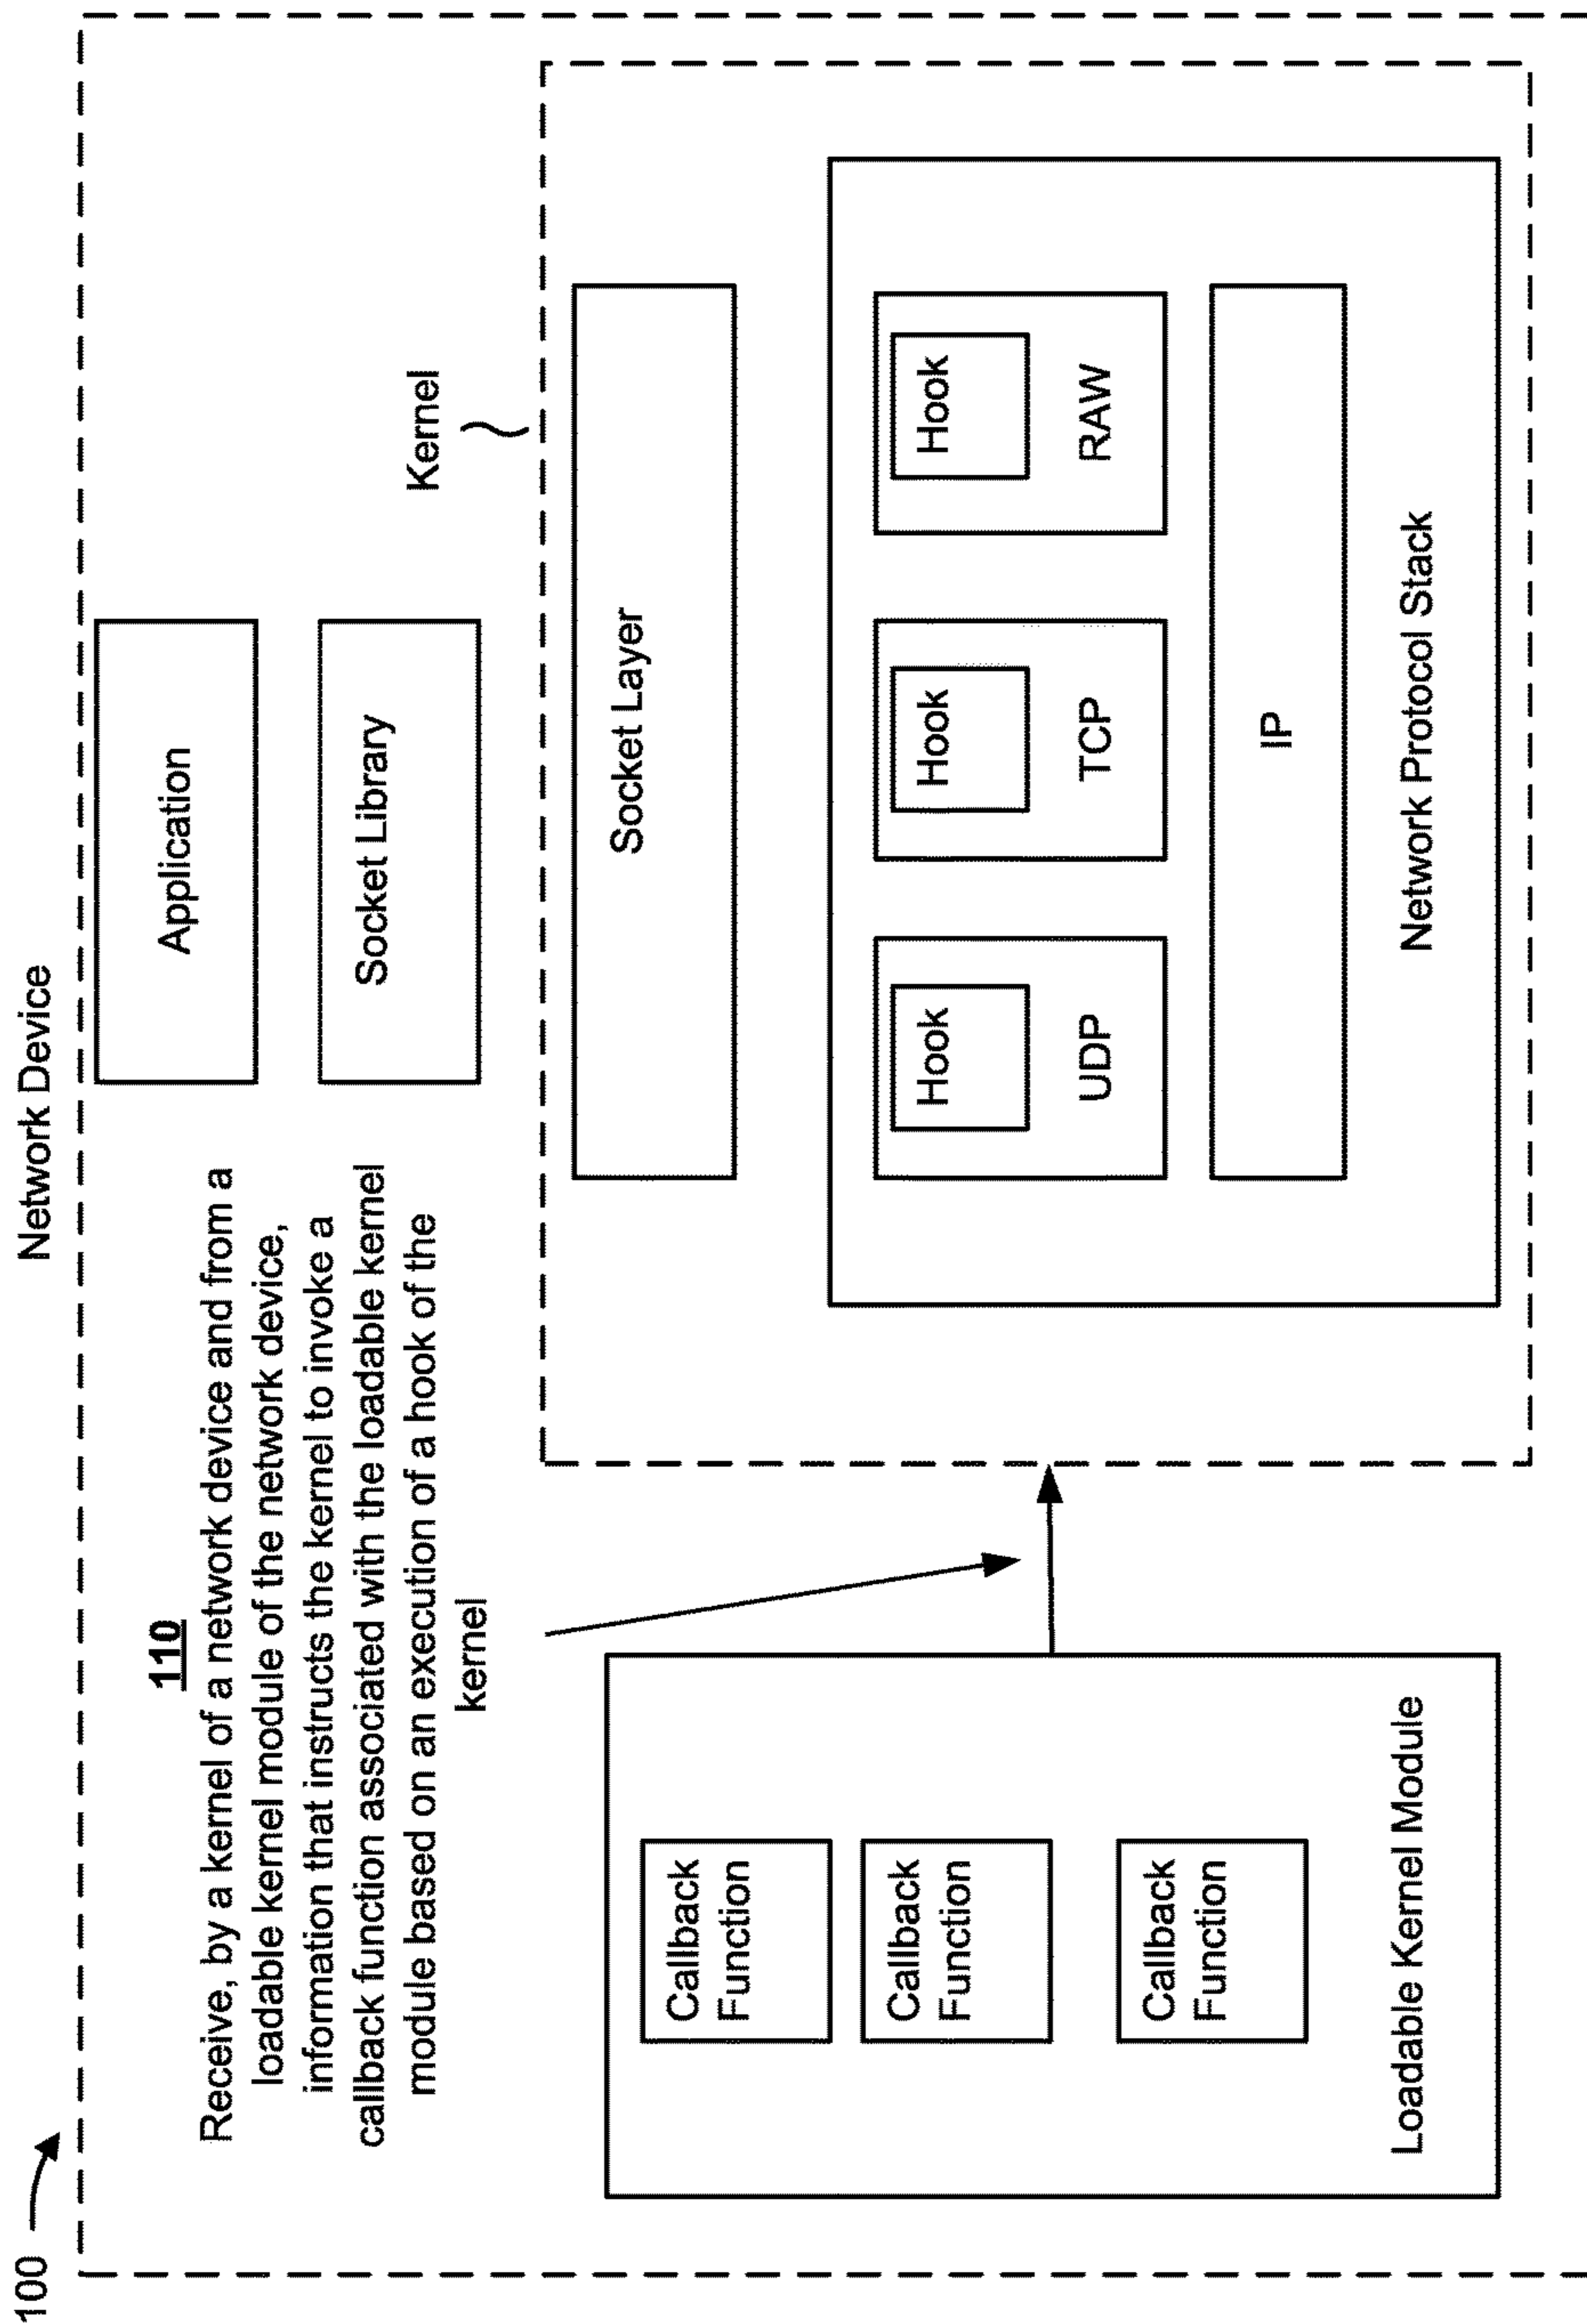 100
Network Device
110
Receive, by a kernel of a network device and from a
loadable kernel module of the network device,
information that instructs the kernel to invoke a
callback function associated with the loadable kernel
module based on an execution of a hook of the
kernel
Application
Socket Library
Kernel
Socket Layer
Hook
UDP
Hook
TCP
Hook
RAW
IP
Network Protocol Stack
Callback
Function
Callback
Function
Callback
Function
Loadable Kernel Module